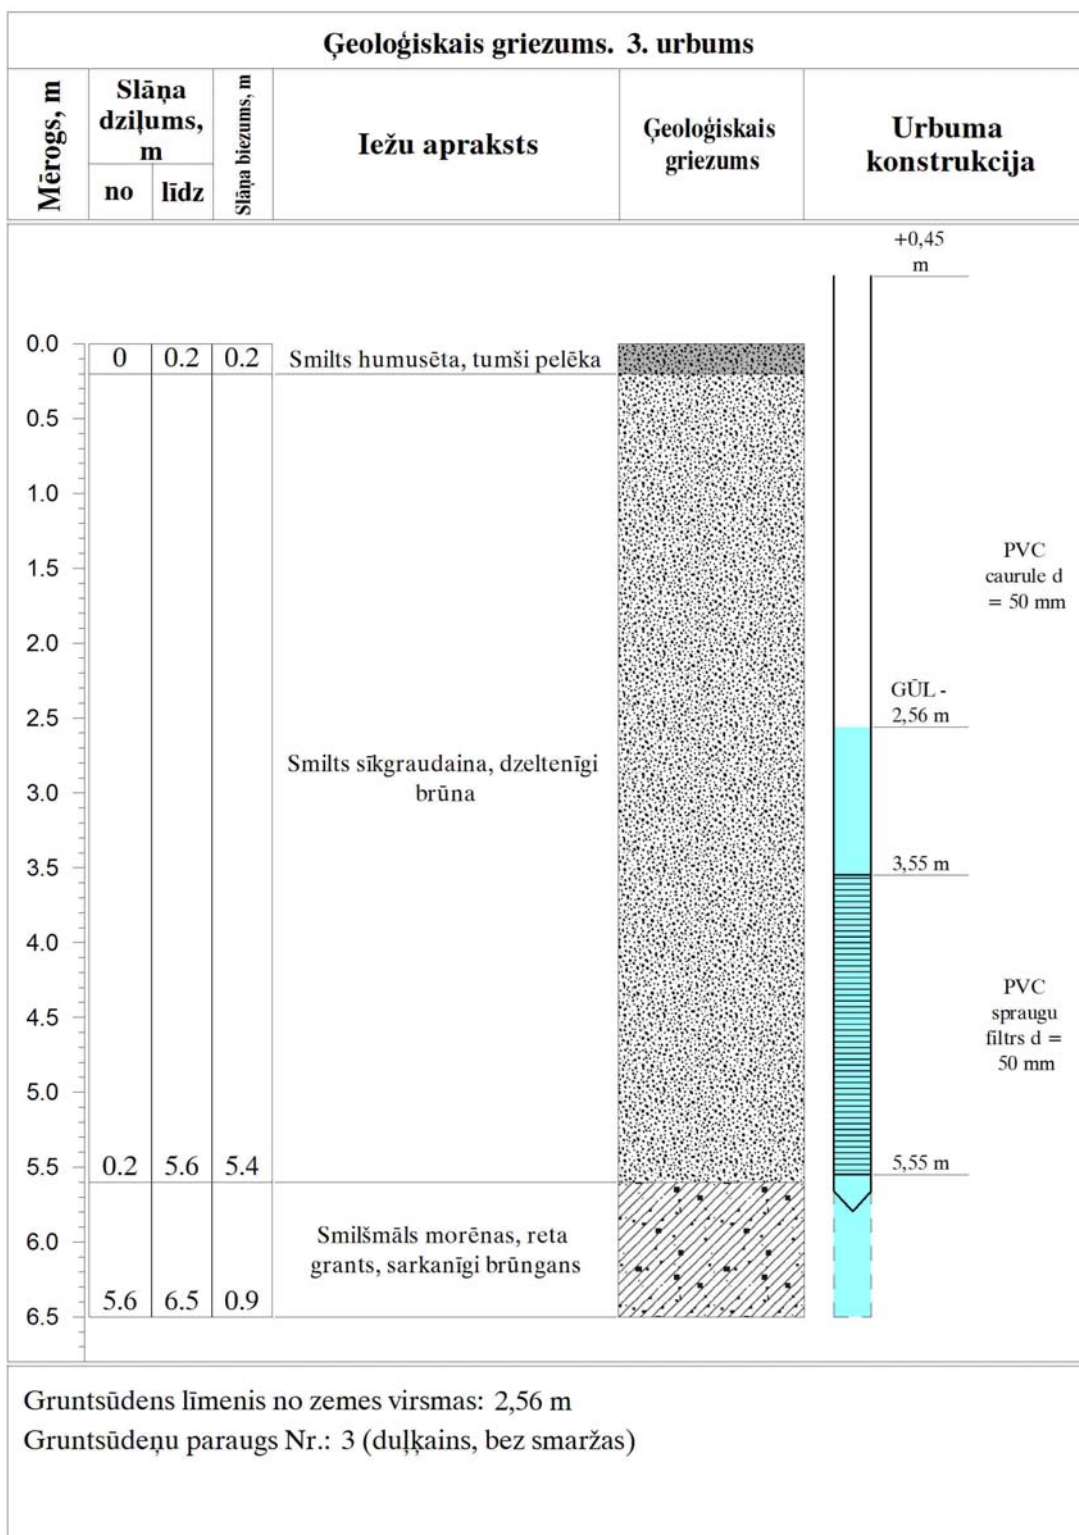 Ģeoloģiskais griezums. 3. urbums
Mērogs, m
Slāņa
dziļums,
m
no
līdz
Slāņa biezums, m
Iežu apraksts
Ģeoloģiskais
griezums
Urbuma
konstrukcija
+0,45
m
0.0
0 0.2 0.2 Smilts humusēta, tumši pelēka
0.5
1.0
1.5
PVC
caurule d
= 50 mm
2.0
GŪL -
2,56 m
2.5
Smilts sīkgraudaina, dzeltenīgi
brūna
3.0
3.5
3,55 m
4.0
4.5
PVC
spraugu
filtrs d =
50 mm
5.0
5.5
0.2 5.6 5.4
5,55 m
6.0
Smilšmāls morēnas, reta
grants, sarkanīgi brūngans
5.6 6.5 0.9
6.5
Gruntsūdens līmenis no zemes virsmas: 2,56 m
Gruntsūdeņu paraugs Nr.: 3 (duļķains, bez smaržas)